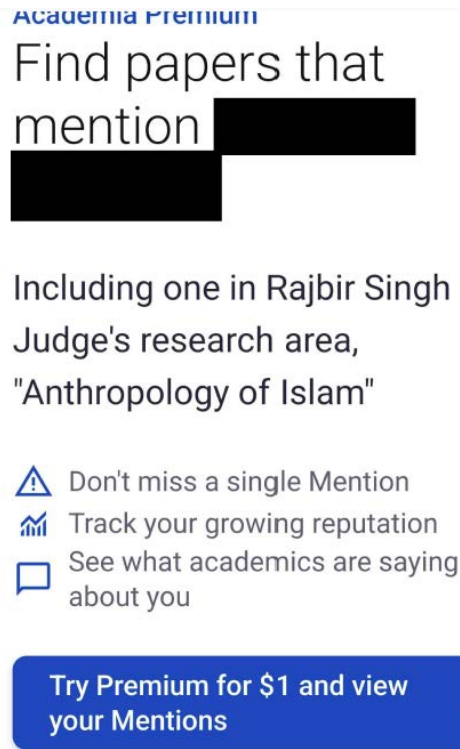 Academia Premium
Find papers that
mention
Including one in Rajbir Singh
Judge's research area,
"Anthropology of Islam"
Don't miss a single Mention
Track your growing reputation
See what academics are saying
about you
Try Premium for $1 and view
your Mentions